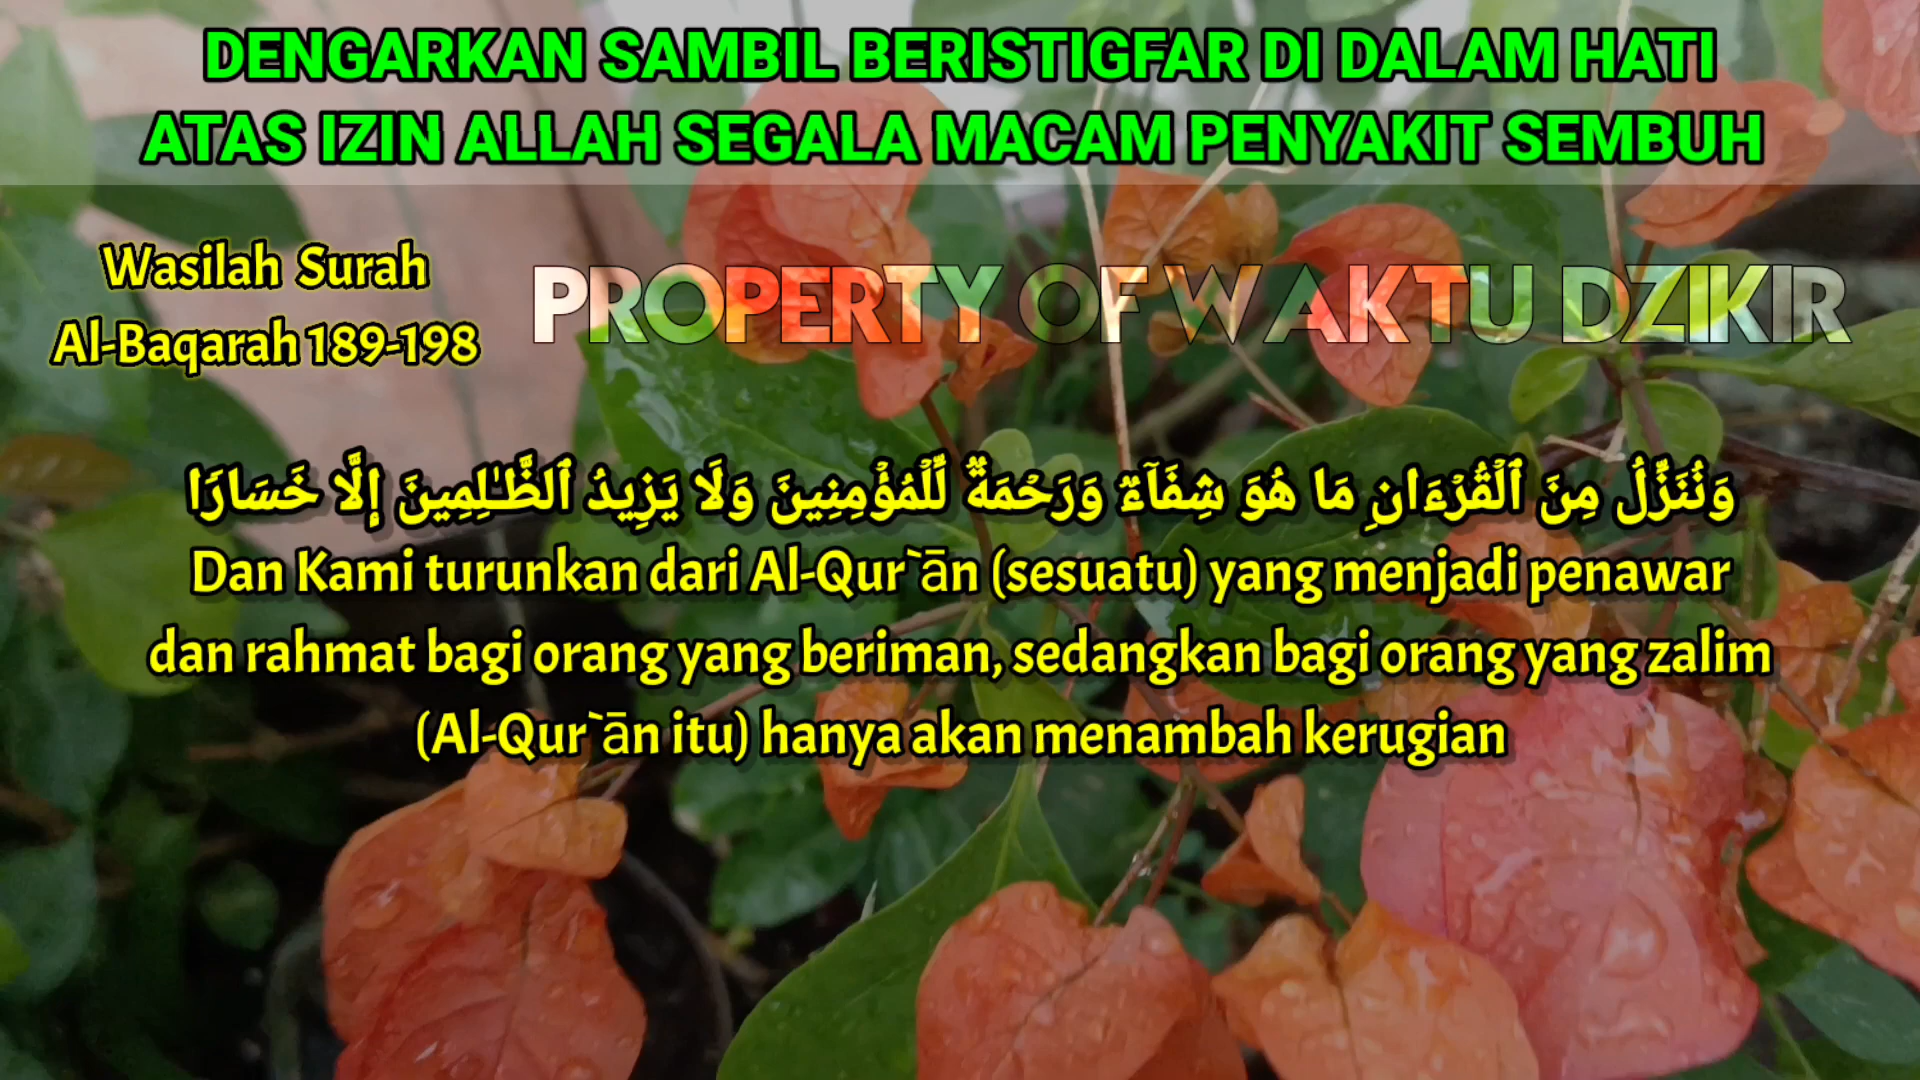 DENGARKAN SAMBIL BERISTIGFAR DI DALAM HATI
ATAS IZIN ALLAH SEGALA MACAM PENYAKIT SEMBUH
Wasilah Surah
Al-Baqarah 189-198
PROPERTY OF WAKTU DZIKIR
وَنُنَزِّلُ مِنَ ٱلْقُرْءَانِ مَا هُوَ شِفَآءٌ وَرَحْمَةٌ لِّلْمُؤْمِنِينَ وَلَا يَزِيدُ ٱلظَّـٰلِمِينَ إِلَّا خَسَارًا
Dan Kami turunkan dari Al-Qur`ān (sesuatu) yang menjadi penawar
dan rahmat bagi orang yang beriman, sedangkan bagi orang yang zalim
(Al-Qur`ān itu) hanya akan menambah kerugian